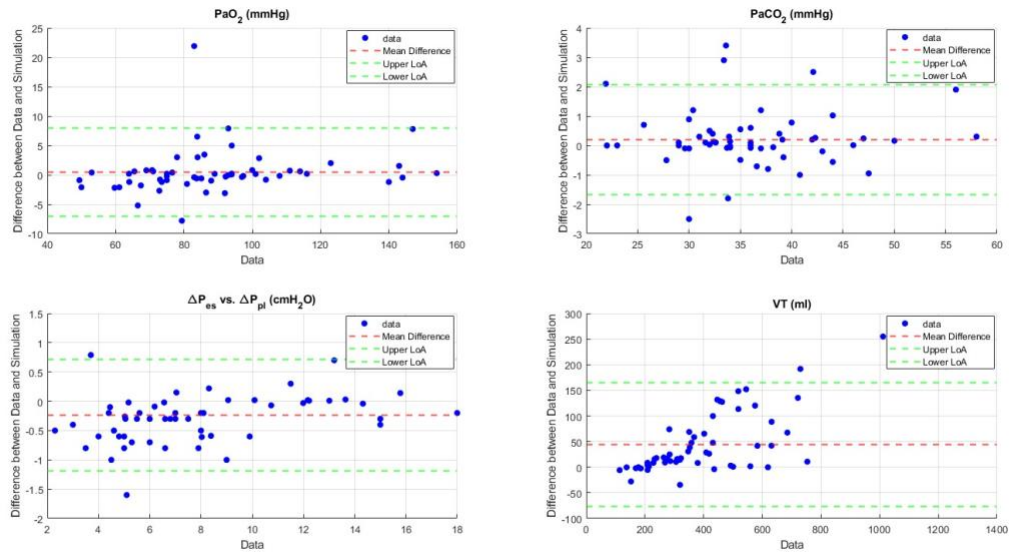 PaO2 (mmHg)
25
20
15
10
5
0
-5
-10
40
60
80
100
120
140
160
Difference between Data and Simulation
Data
data
Mean Difference
Upper LoA
Lower LoA
PaCO2 (mmHg)
4
3
2
1
0
-1
-2
-3
20
25
30
35
40
45
50
55
60
Difference between Data and Simulation
Data
data
Mean Difference
Upper LoA
Lower LoA
ΔPes vs. ΔPpl (cmH2O)
1.5
1
0.5
0
-0.5
-1
-1.5
-2
2
4
6
8
10
12
14
16
18
Difference between Data and Simulation
Data
data
Mean Difference
Upper LoA
Lower LoA
VT (ml)
300
250
200
150
100
50
0
-50
-100
0
200
400
600
800
1000
1200
1400
Difference between Data and Simulation
Data
data
Mean Difference
Upper LoA
Lower LoA